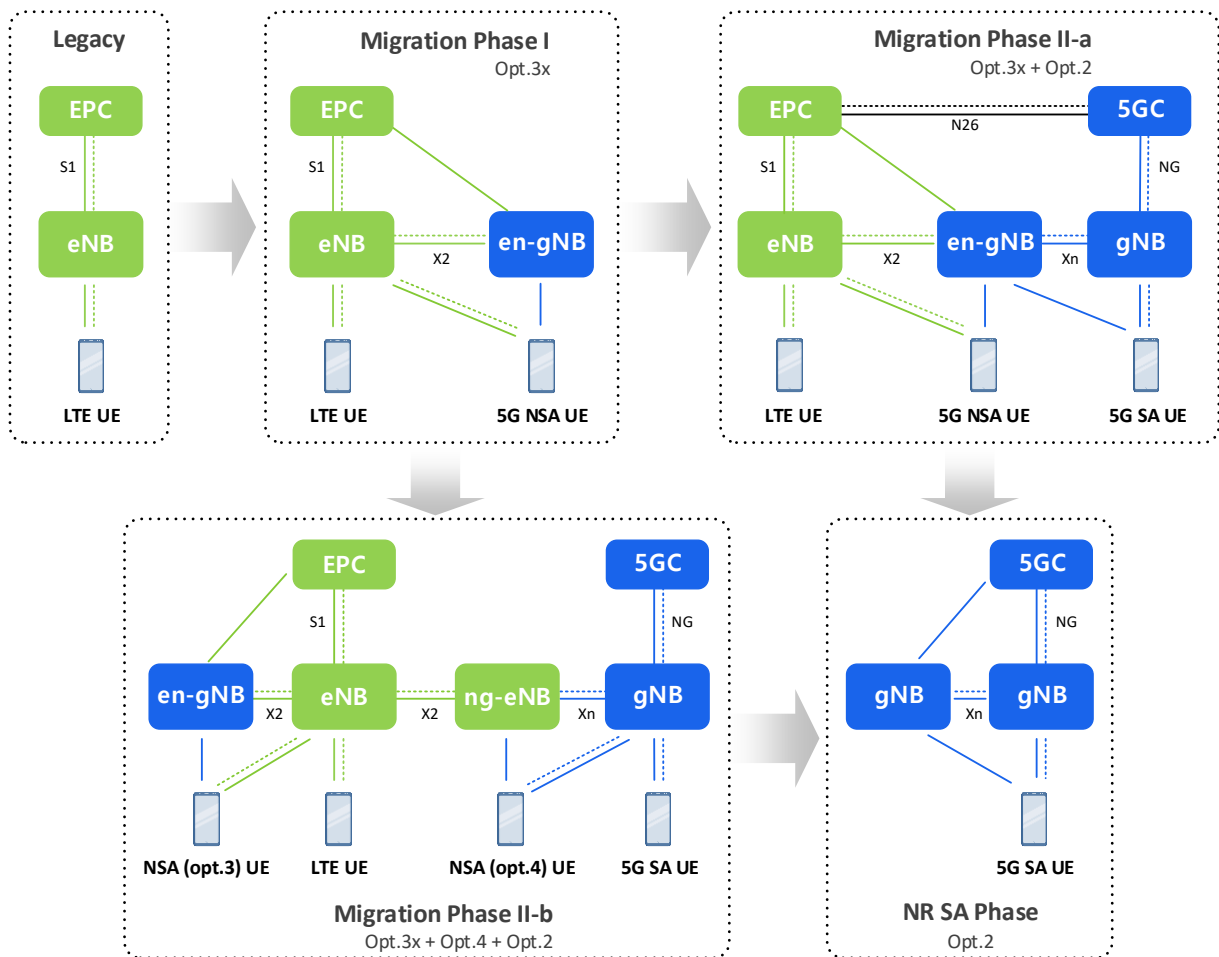 Legacy
EPC
S1
eNB
LTE UE
Migration Phase I
Opt.3x
EPC
S1
eNB
X2
en-gNB
LTE UE
5G NSA UE
Migration Phase II-a
Opt.3x + Opt.2
EPC
N26
5GC
S1
NG
eNB
X2
en-gNB
Xn
gNB
LTE UE
5G NSA UE
5G SA UE
EPC
5GC
S1
NG
en-gNB
X2
eNB
X2
ng-eNB
Xn
gNB
NSA (opt.3) UE
LTE UE
NSA (opt.4) UE
5G SA UE
Migration Phase II-b
Opt.3x + Opt.4 + Opt.2
5GC
NG
gNB
Xn
gNB
5G SA UE
NR SA Phase
Opt.2